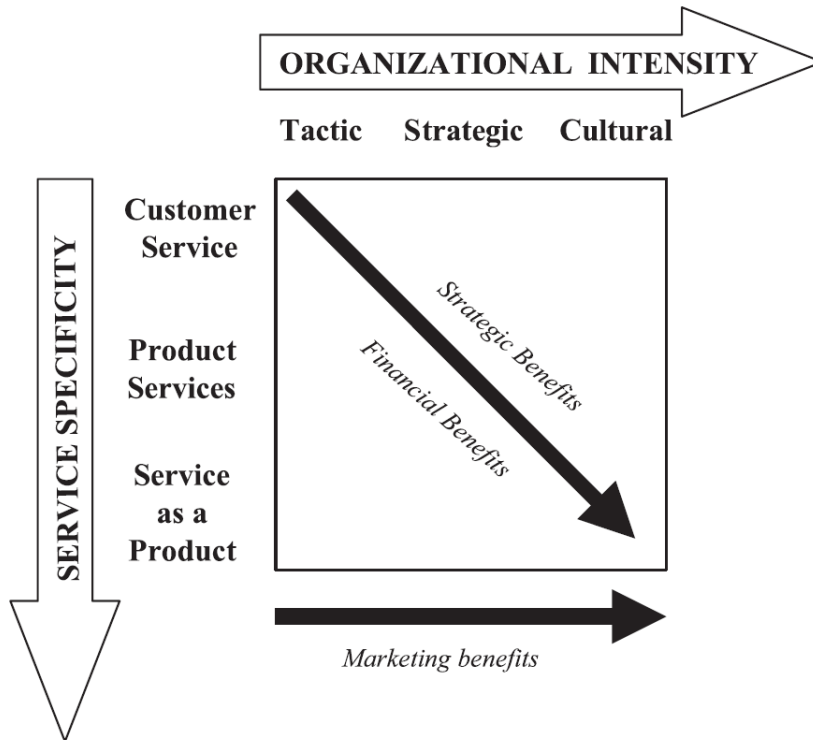 ORGANIZATIONAL INTENSITY
Tactic Strategic Cultural
SERVICE SPECIFICITY
Customer
Service
Product
Services
Service
as a
Product
Strategic Benefits
Financial Benefits
Marketing benefits